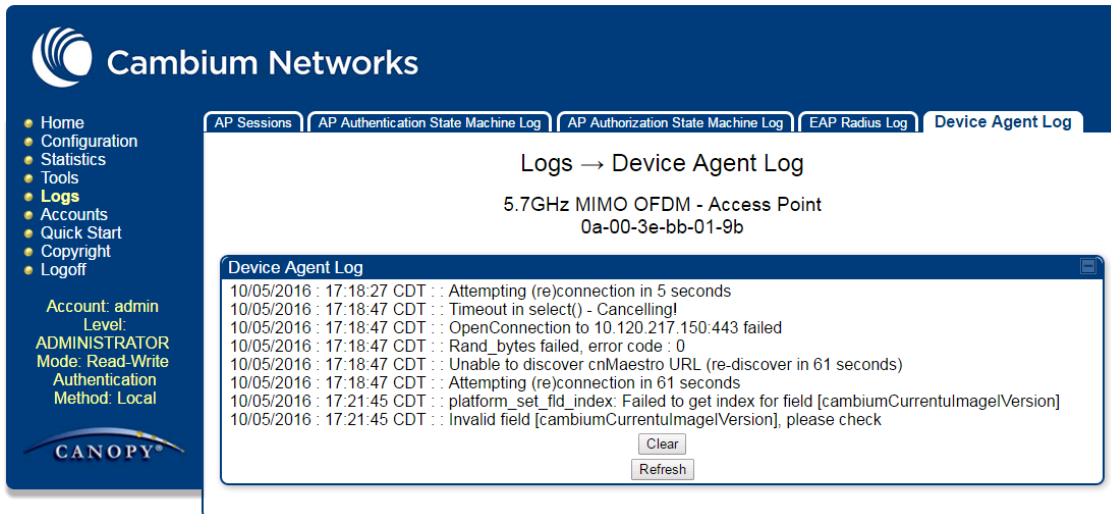 Cambium Networks
Home
Configuration
Statistics
Tools
Logs
Accounts
Quick Start
Copyright
Logoff
Account: admin
Level:
ADMINISTRATOR
Mode: Read-Write
Authentication
Method: Local
CANOPY®
AP Sessions
AP Authentication State Machine Log
AP Authorization State Machine Log
EAP Radius Log
Device Agent Log
Logs → Device Agent Log
5.7GHz MIMO OFDM - Access Point
0a-00-3e-bb-01-9b
Device Agent Log
10/05/2016 : 17:18:27 CDT : : Attempting (re)connection in 5 seconds
10/05/2016 : 17:18:47 CDT : : Timeout in select() - Cancelling!
10/05/2016 : 17:18:47 CDT : : OpenConnection to 10.120.217.150:443 failed
10/05/2016 : 17:18:47 CDT : : Rand_bytes failed, error code : 0
10/05/2016 : 17:18:47 CDT : : Unable to discover cnMaestro URL (re-discover in 61 seconds)
10/05/2016 : 17:18:47 CDT : : Attempting (re)connection in 61 seconds
10/05/2016 : 17:21:45 CDT : : platform_set_fld_index: Failed to get index for field [cambiumCurrentuImageIVersion]
10/05/2016 : 17:21:45 CDT : : Invalid field [cambiumCurrentuImageIVersion], please check
Clear
Refresh